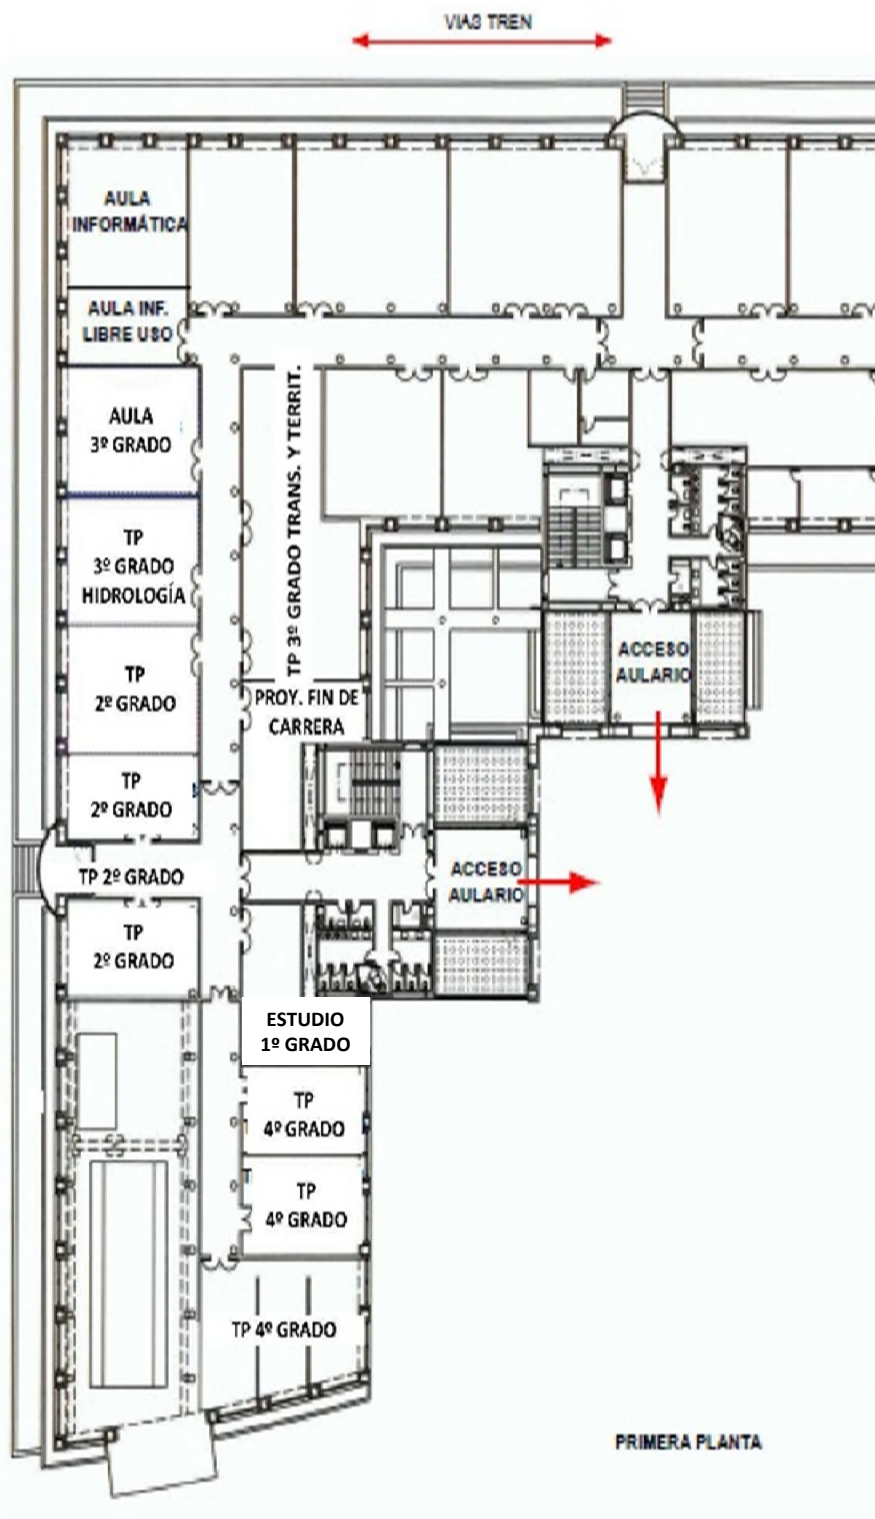 VIAS TREN
AULA
INFORMÁTICA
AULA INF.
LIBRE USO
AULA
3º GRADO
TP 3º GRADO TRANS. Y TERRIT.
TP
3º GRADO
HIDROLOGÍA
ACCESO
AULARIO
TP
2º GRADO
PROY. FIN DE
CARRERA
TP
2º GRADO
TP 2º GRADO
ACCESO
AULARIO
TP
2º GRADO
ESTUDIO
1º GRADO
TP
4º GRADO
TP
4º GRADO
TP 4º GRADO
PRIMERA PLANTA